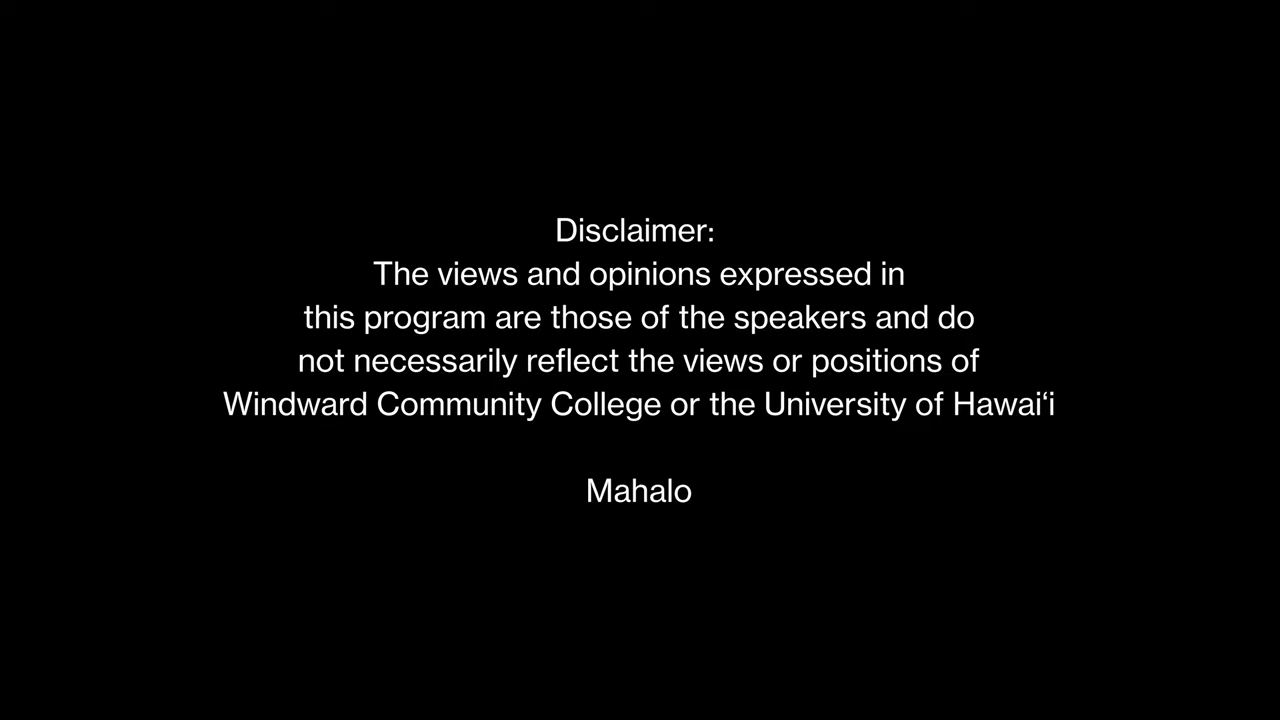 Disclaimer:
The views and opinions expressed in
this program are those of the speakers and do
not necessarily reflect the views or positions of
Windward Community College or the University of Hawai‘i
Mahalo